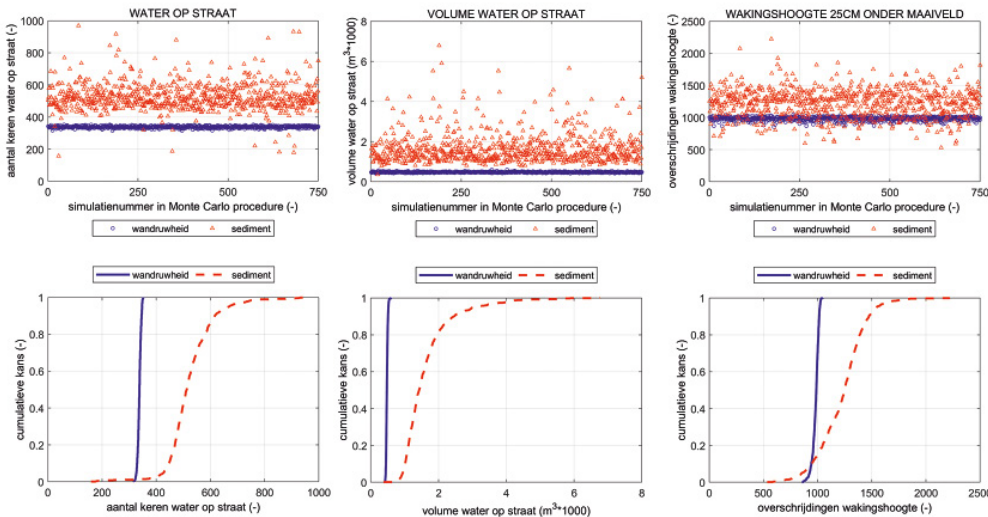 WATER OP STRAAT
aantal keren water op straat (-)
1000
800
600
400
200
0
0 250 500 750
simulatienummer in Monte Carlo procedure (-)
wandruwheid sediment
VOLUME WATER OP STRAAT
volume water op straat (m³*1000)
8
6
4
2
0
0 250 500 750
simulatienummer in Monte Carlo procedure (-)
wandruwheid sediment
WAKINGSHOOGTE 25CM ONDER MAAIVELD
overschrijdingen wakingshoogte (-)
2500
2000
1500
1000
500
0
0 250 500 750
simulatienummer in Monte Carlo procedure (-)
wandruwheid sediment
wandruwheid sediment
cumulatieve kans (-)
1
0.8
0.6
0.4
0.2
0
0 200 400 600 800 1000
aantal keren water op straat (-)
wandruwheid sediment
cumulatieve kans (-)
1
0.8
0.6
0.4
0.2
0
0 2 4 6 8
volume water op straat (m³*1000)
wandruwheid sediment
cumulatieve kans (-)
1
0.8
0.6
0.4
0.2
0
0 500 1000 1500 2000 2500
overschrijdingen wakingshoogte (-)